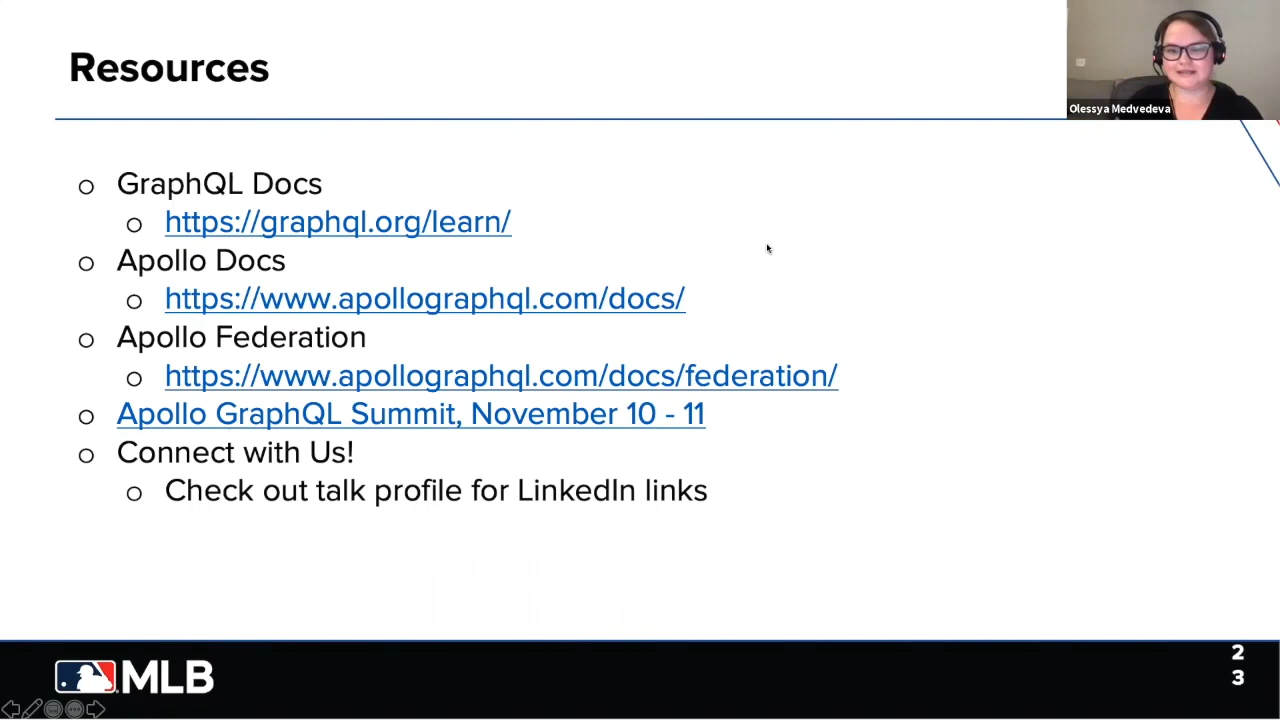 Resources
Olessya Medvedeva
o GraphQL Docs
o https://graphql.org/learn/
o Apollo Docs
o https://www.apollographql.com/docs/
o Apollo Federation
o https://www.apollographql.com/docs/federation/
o Apollo GraphQL Summit, November 10 - 11
o Connect with Us!
o Check out talk profile for LinkedIn links
MLB
2
3